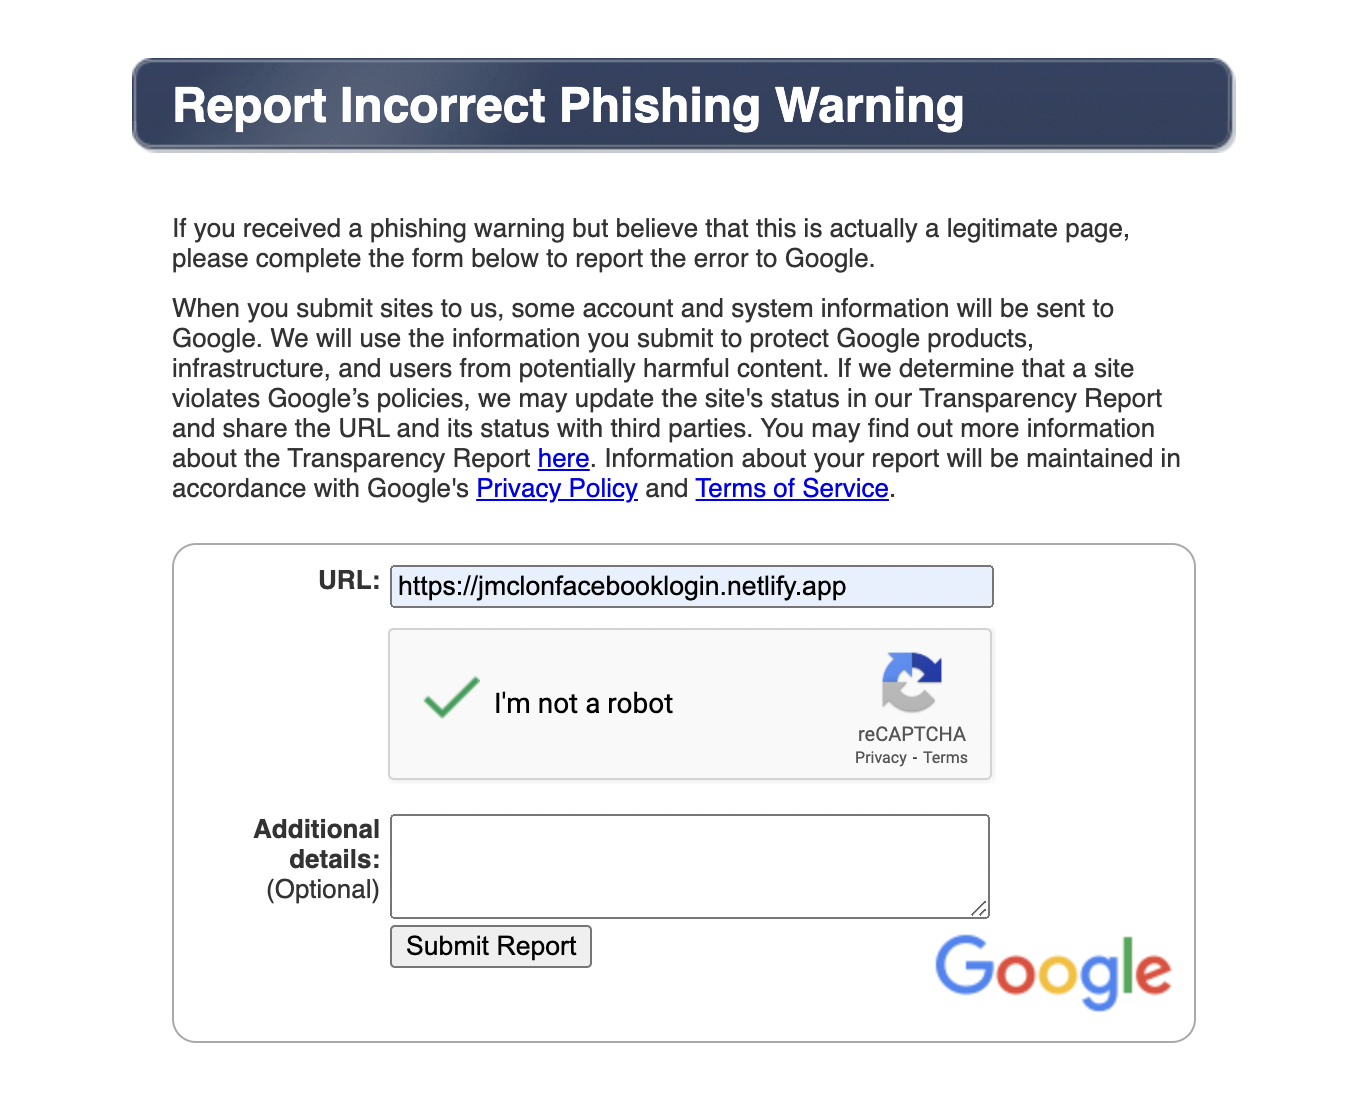 Report Incorrect Phishing Warning
If you received a phishing warning but believe that this is actually a legitimate page,
please complete the form below to report the error to Google.
When you submit sites to us, some account and system information will be sent to
Google. We will use the information you submit to protect Google products,
infrastructure, and users from potentially harmful content. If we determine that a site
violates Google’s policies, we may update the site's status in our Transparency Report
and share the URL and its status with third parties. You may find out more information
about the Transparency Report here. Information about your report will be maintained in
accordance with Google's Privacy Policy and Terms of Service.
URL: https://jmclonfacebooklogin.netlify.app
I'm not a robot
reCAPTCHA
Privacy - Terms
Additional
details:
(Optional)
Submit Report
Google